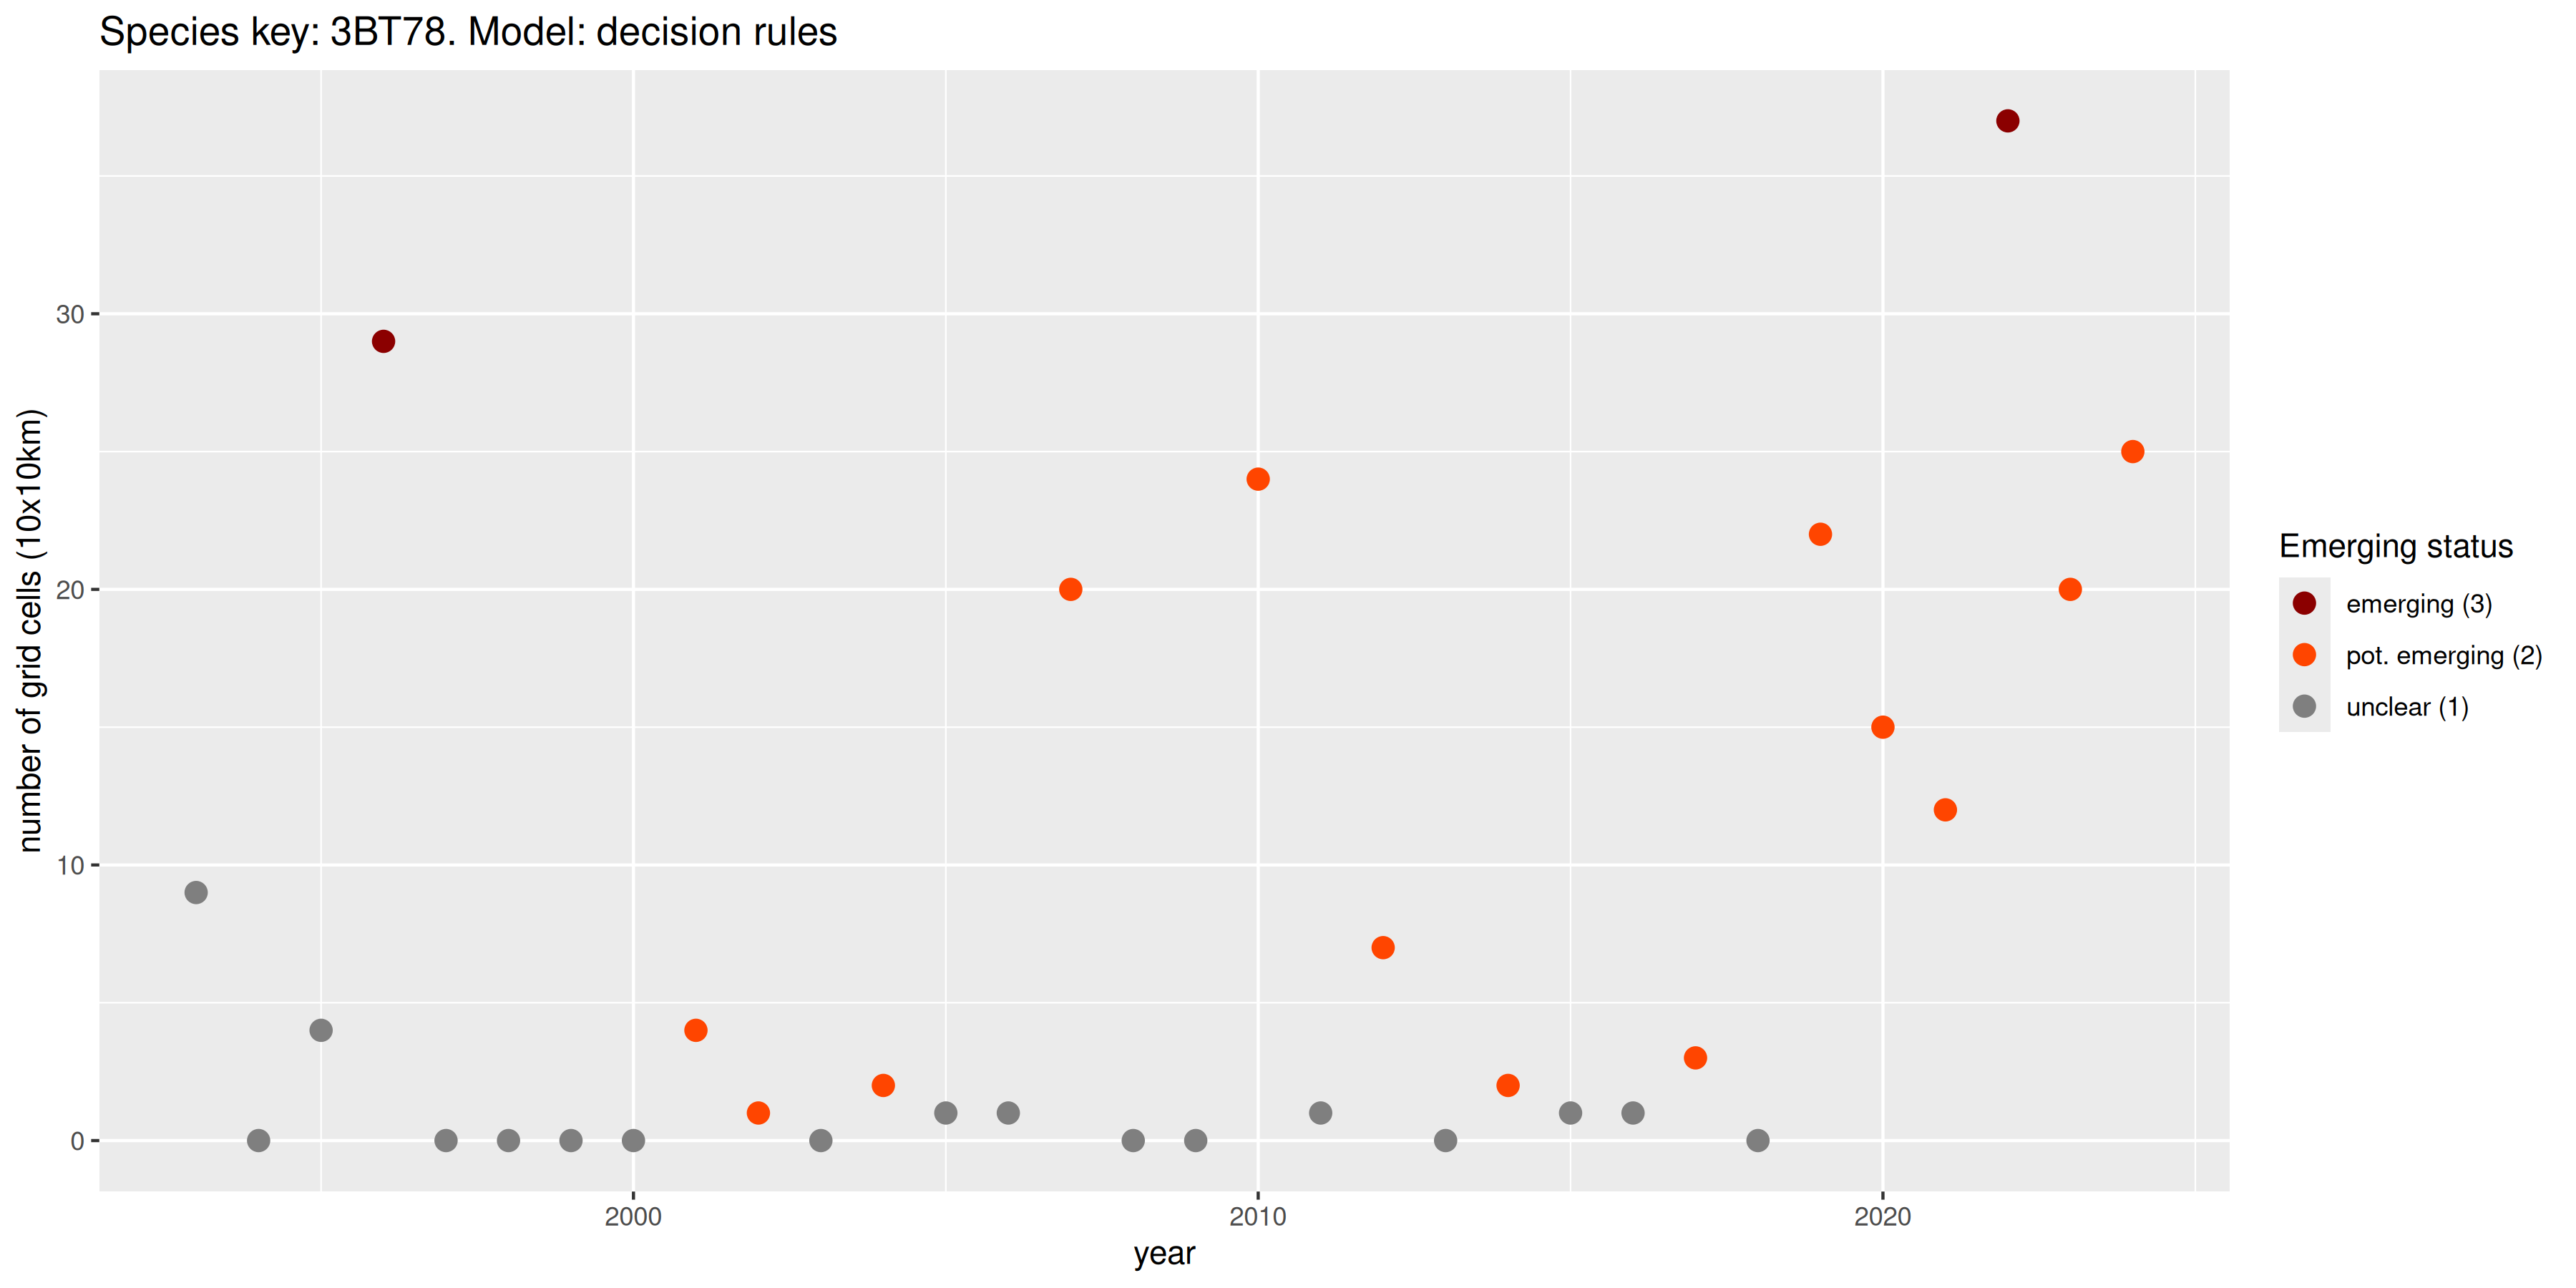 Species key: 3BT78. Model: decision rules
number of grid cells (10x10km)
30
20
10
0
2000
2010
2020
year
Emerging status
emerging (3)
pot. emerging (2)
unclear (1)